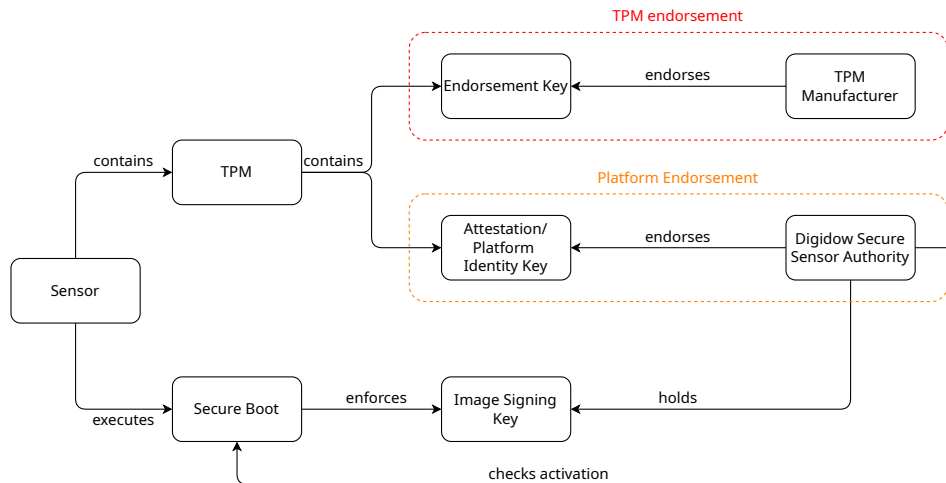 TPM endorsement
Endorsement Key
endorses
TPM
Manufacturer
contains
TPM
contains
Platform Endorsement
Attestation/
Platform
Identity Key
endorses
Digidow Secure
Sensor Authority
Sensor
executes
Secure Boot
enforces
Image Signing
Key
holds
checks activation